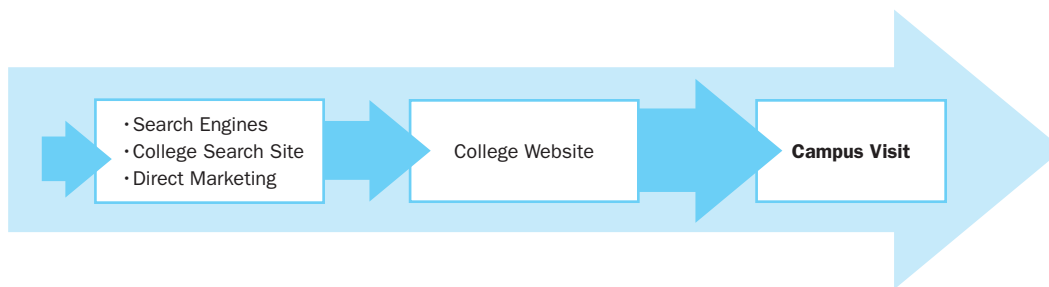 ·Search Engines
·College Search Site
·Direct Marketing
College Website
Campus Visit